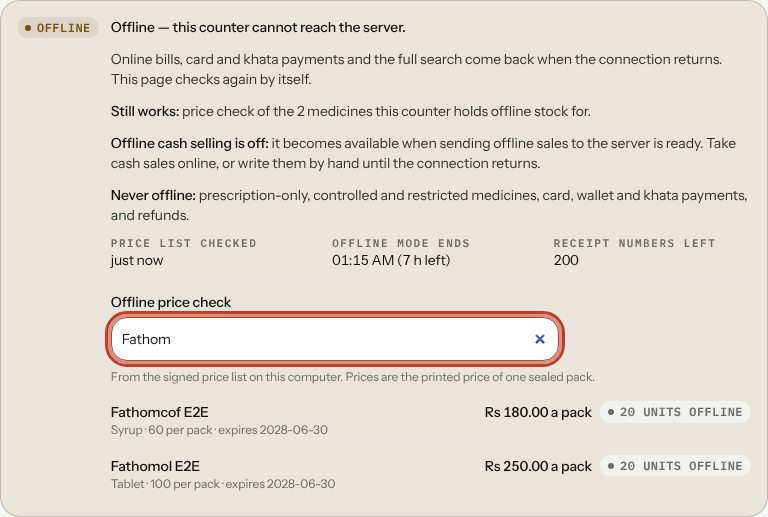 OFFLINE
Offline — this counter cannot reach the server.
Online bills, card and khata payments and the full search come back when the connection returns.
This page checks again by itself.
Still works: price check of the 2 medicines this counter holds offline stock for.
Offline cash selling is off: it becomes available when sending offline sales to the server is ready. Take
cash sales online, or write them by hand until the connection returns.
Never offline: prescription-only, controlled and restricted medicines, card, wallet and khata payments,
and refunds.
PRICE LIST CHECKED OFFLINE MODE ENDS RECEIPT NUMBERS LEFT
just now 01:15 AM (7 h left) 200
Offline price check
Fathom
From the signed price list on this computer. Prices are the printed price of one sealed pack.
Fathomcof E2E Rs 180.00 a pack 20 UNITS OFFLINE
Syrup · 60 per pack · expires 2028-06-30
Fathomol E2E Rs 250.00 a pack 20 UNITS OFFLINE
Tablet · 100 per pack · expires 2028-06-30